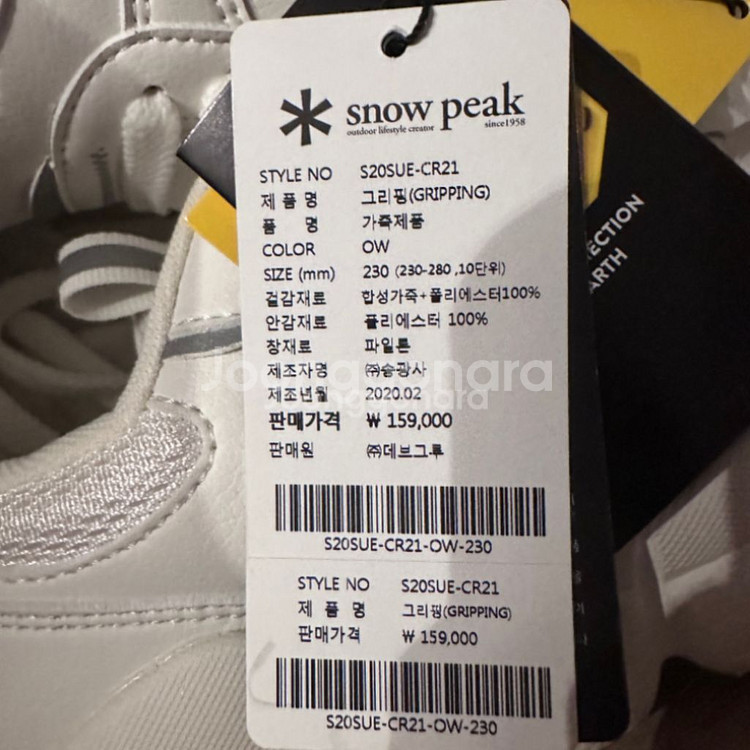 snow peak
outdoor lifestyle creator since1958
STYLE NO S20SUE-CR21
제 품 명 그리핑(GRIPPING)
품 명 가죽제품
COLOR OW
SIZE (mm) 230 (230-280 ,10단위)
겉감재료 합성가죽+폴리에스터100%
안감재료 폴리에스터 100%
창재료 파일론
제조자명 ㈜승광사
제조년월 2020.02
판매가격 ₩ 159,000
판매원 ㈜데브그루
S20SUE-CR21-OW-230
STYLE NO S20SUE-CR21
제 품 명 그리핑(GRIPPING)
판매가격 ₩ 159,000
S20SUE-CR21-OW-230
ECTION
ARTH
Joonggonara